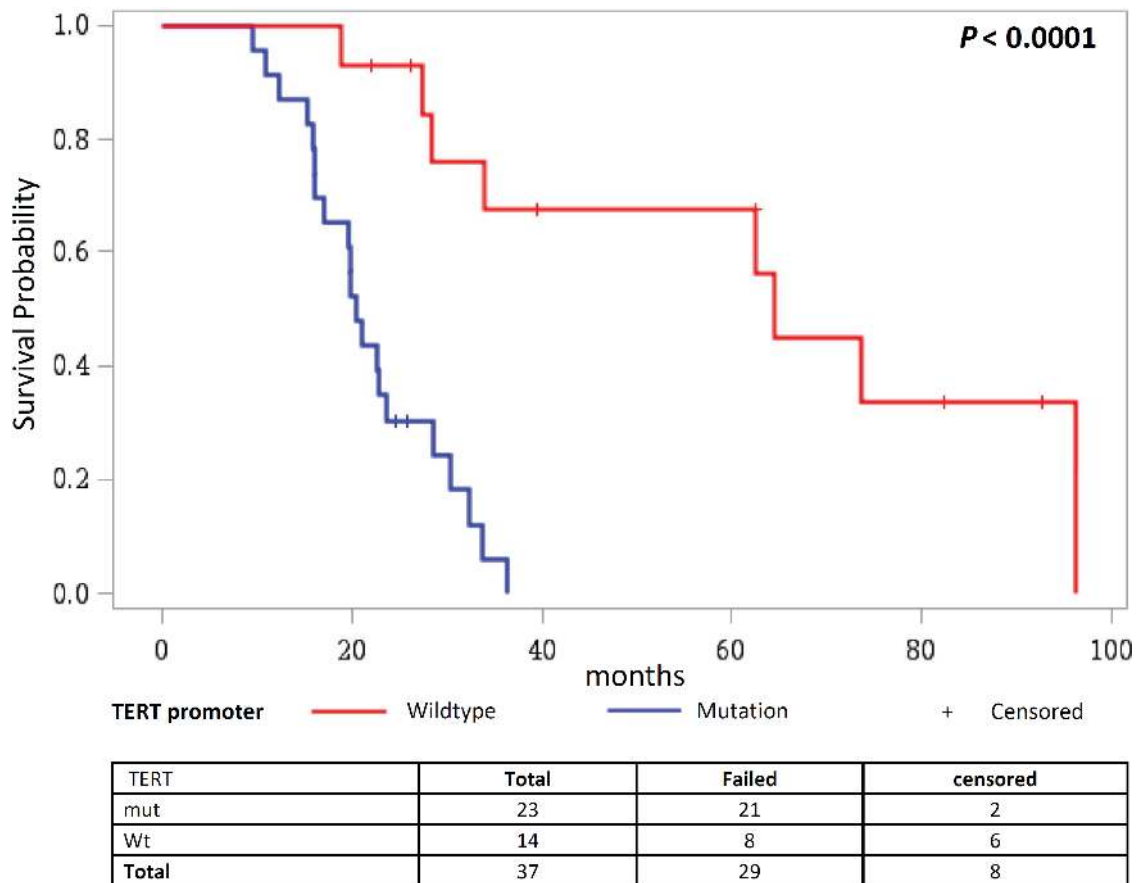 P < 0.0001
1.0
0.8
0.6
0.4
0.2
0.0
Survival Probability
0 20 40 60 80 100
months
TERT promoter Wildtype Mutation + Censored
TERT Total Failed censored
mut 23 21 2
Wt 14 8 6
Total 37 29 8